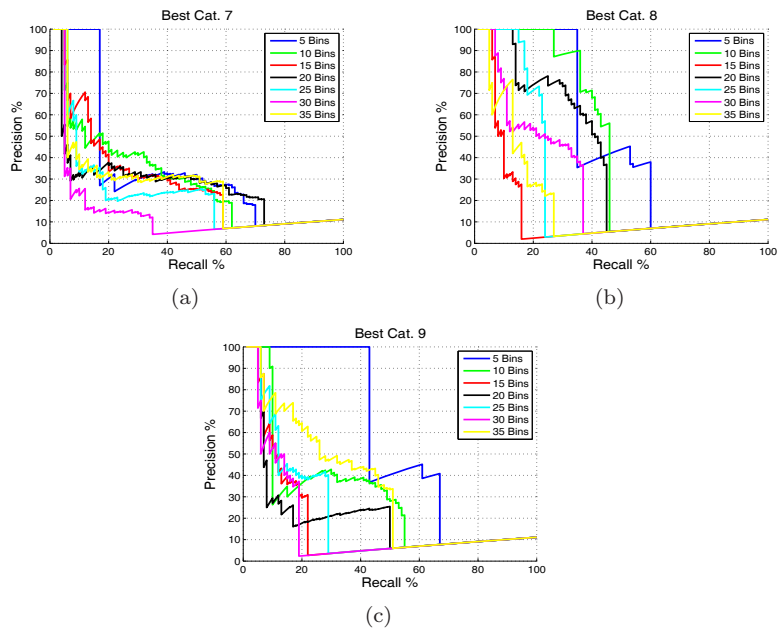 Best Cat. 7
100
90
80
70
60
50
40
30
20
10
0
Precision %
5 Bins
10 Bins
15 Bins
20 Bins
25 Bins
30 Bins
35 Bins
0 20 40 60 80 100
Recall %
(a)
Best Cat. 8
100
90
80
70
60
50
40
30
20
10
0
Precision %
5 Bins
10 Bins
15 Bins
20 Bins
25 Bins
30 Bins
35 Bins
0 20 40 60 80 100
Recall %
(b)
Best Cat. 9
100
90
80
70
60
50
40
30
20
10
0
Precision %
5 Bins
10 Bins
15 Bins
20 Bins
25 Bins
30 Bins
35 Bins
0 20 40 60 80 100
Recall %
(c)